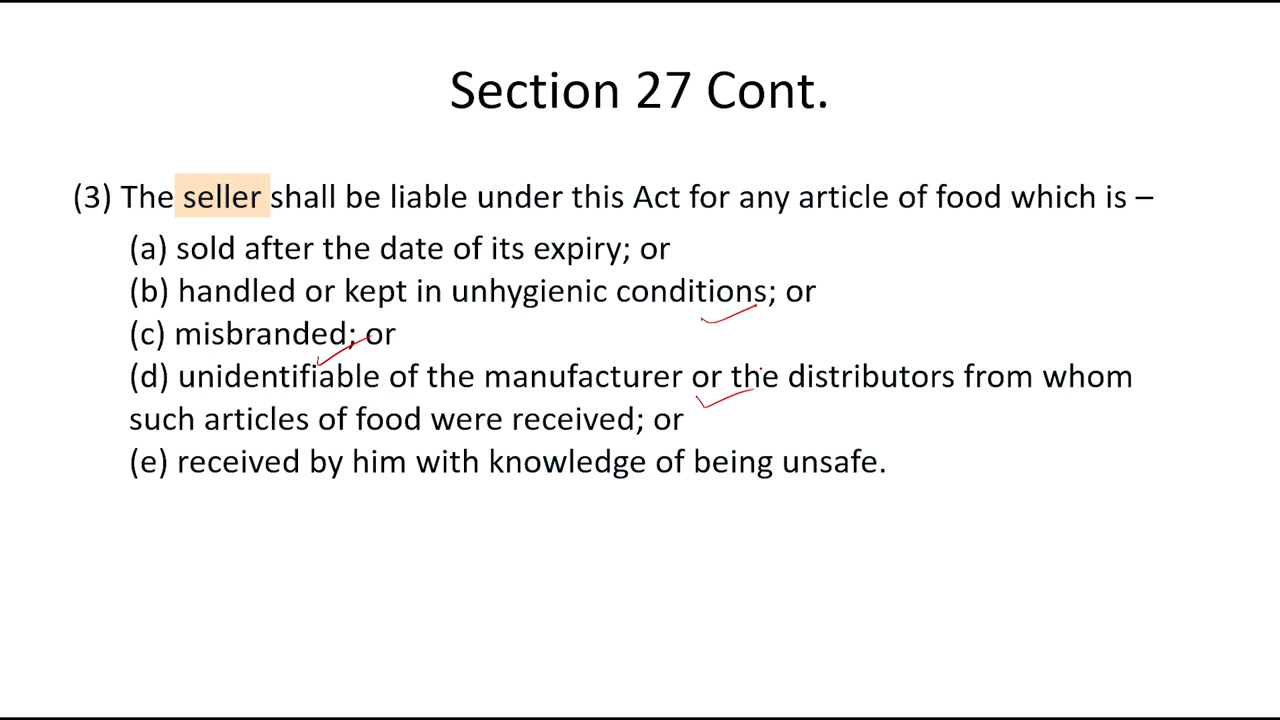 Section 27 Cont.
(3) The seller shall be liable under this Act for any article of food which is –
(a) sold after the date of its expiry; or
(b) handled or kept in unhygienic conditions; or
(c) misbranded; or
(d) unidentifiable of the manufacturer or the distributors from whom
such articles of food were received; or
(e) received by him with knowledge of being unsafe.